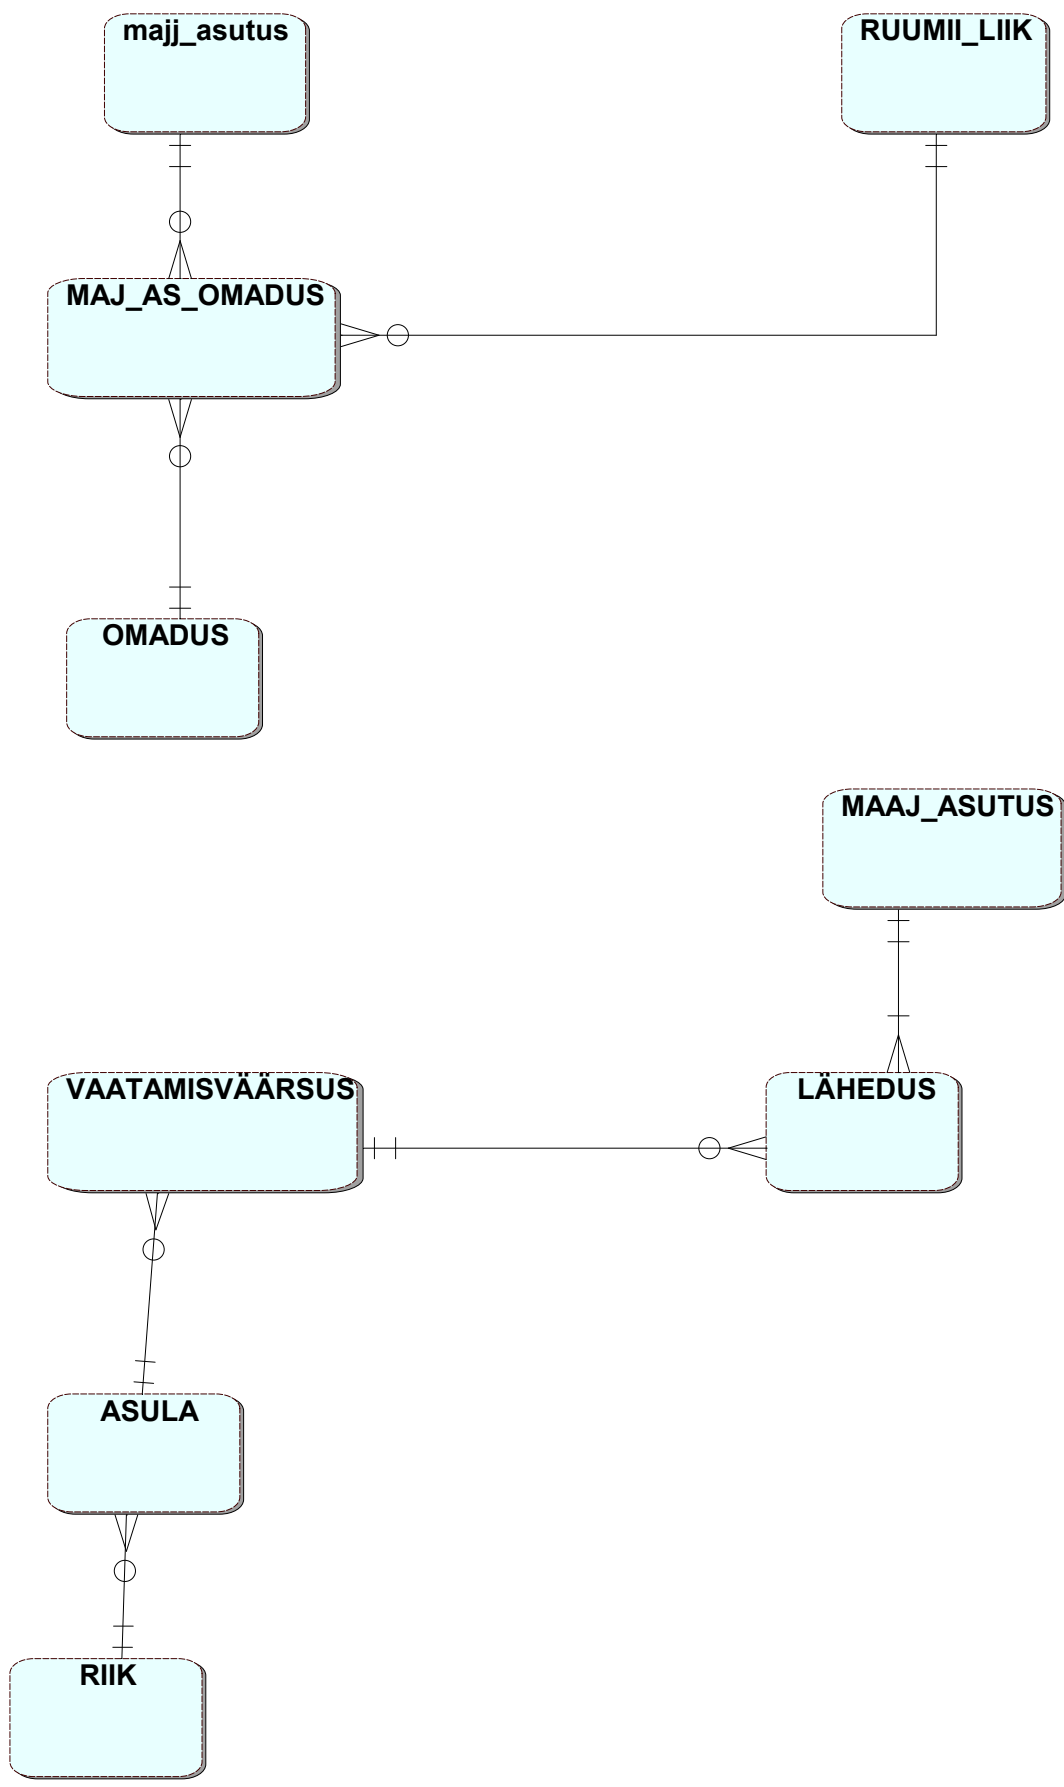 majj_asutus
RUUMII_LIIK
MAJ_AS_OMADUS
OMADUS
MAAJ_ASUTUS
VAATAMISVÄÄRSUS
LÄHEDUS
ASULA
RIIK